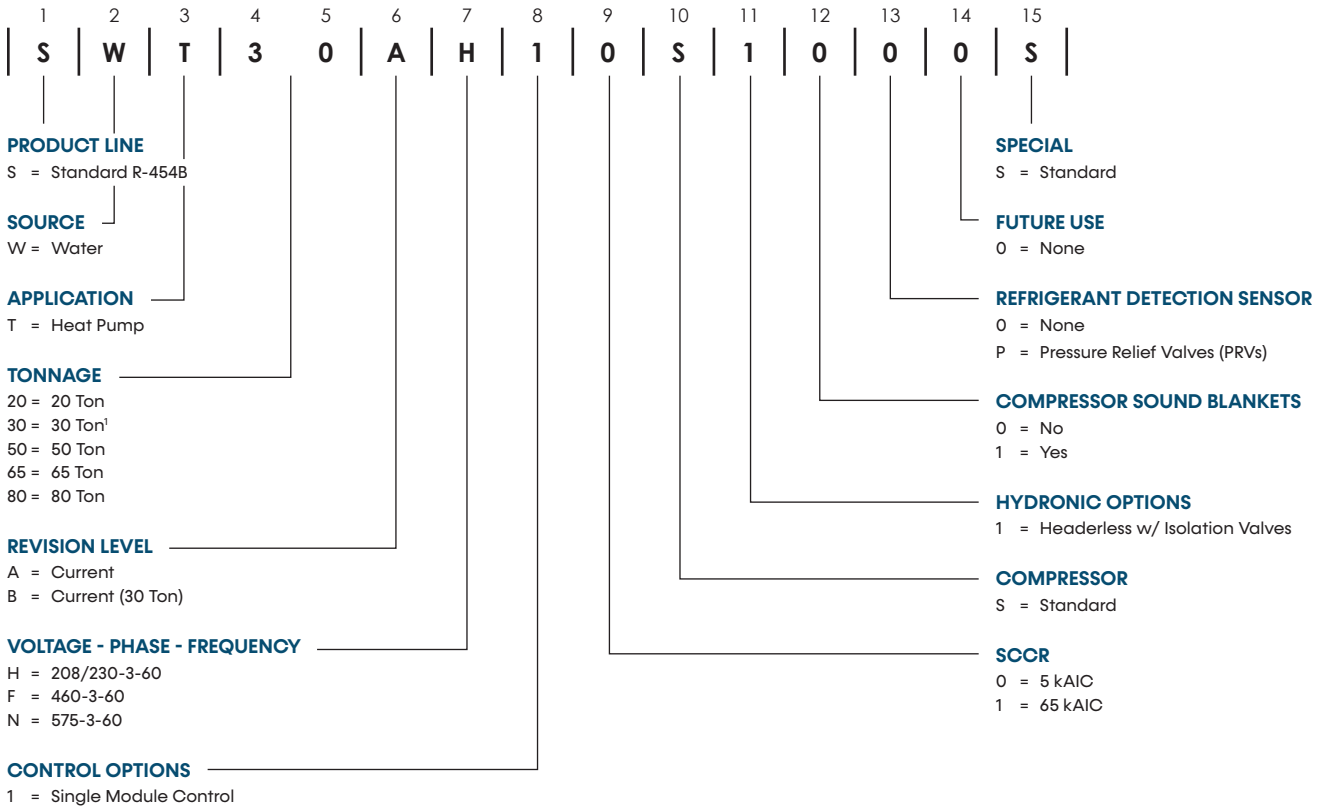 1 2 3 4 5 6 7 8 9 10 11 12 13 14 15
S W T 3 0 A H 1 0 S 1 0 0 0 S
PRODUCT LINE
S = Standard R-454B
SOURCE
W = Water
APPLICATION
T = Heat Pump
TONNAGE
20 = 20 Ton
30 = 30 Ton¹
50 = 50 Ton
65 = 65 Ton
80 = 80 Ton
REVISION LEVEL
A = Current
B = Current (30 Ton)
VOLTAGE - PHASE - FREQUENCY
H = 208/230-3-60
F = 460-3-60
N = 575-3-60
CONTROL OPTIONS
1 = Single Module Control
SPECIAL
S = Standard
FUTURE USE
0 = None
REFRIGERANT DETECTION SENSOR
0 = None
P = Pressure Relief Valves (PRVs)
COMPRESSOR SOUND BLANKETS
0 = No
1 = Yes
HYDRONIC OPTIONS
1 = Headerless w/ Isolation Valves
COMPRESSOR
S = Standard
SCCR
0 = 5 kAIC
1 = 65 kAIC